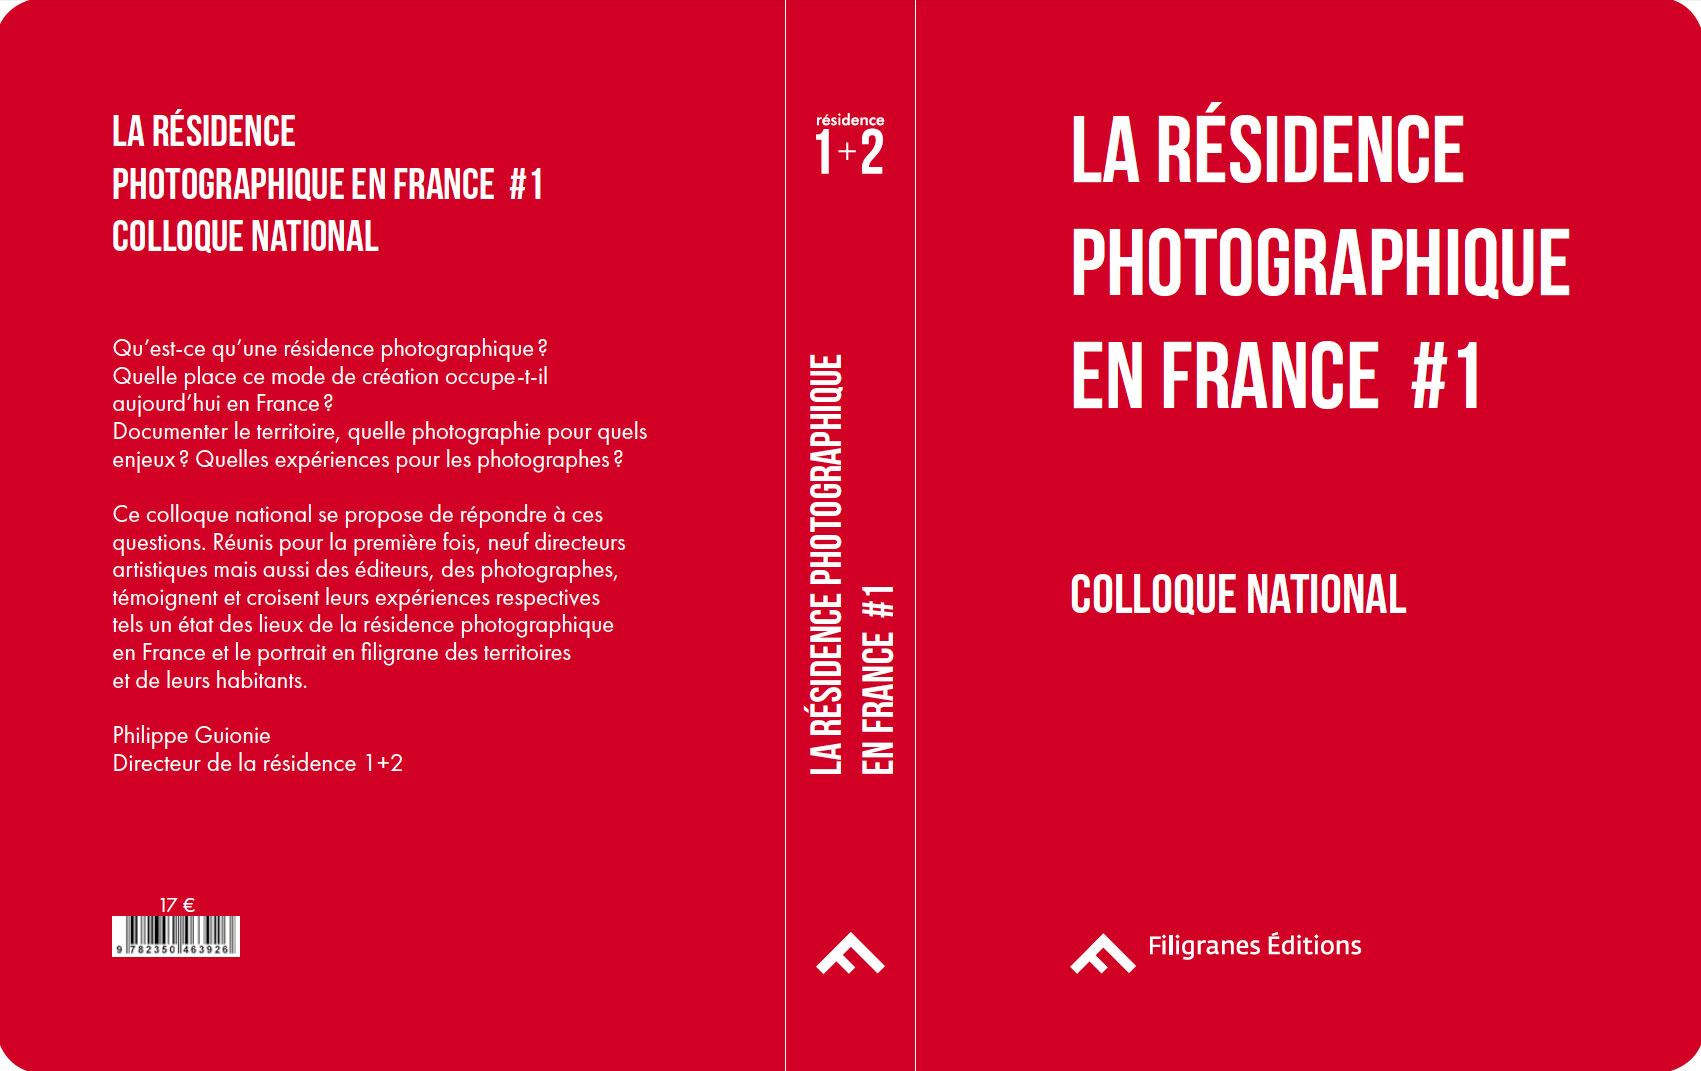 LA RÉSIDENCE
PHOTOGRAPHIQUE EN FRANCE #1
COLLOQUE NATIONAL
Qu’est-ce qu’une résidence photographique ?
Quelle place ce mode de création occupe-t-il
aujourd’hui en France ?
Documenter le territoire, quelle photographie pour quels
enjeux ? Quelles expériences pour les photographes ?
Ce colloque national se propose de répondre à ces
questions. Réunis pour la première fois, neuf directeurs
artistiques mais aussi des éditeurs, des photographes,
témoignent et croisent leurs expériences respectives
tels un état des lieux de la résidence photographique
en France et le portrait en filigrane des territoires
et de leurs habitants.
Philippe Guionie
Directeur de la résidence 1+2
17 €
9 782350 463926
résidence
1+2
LA RÉSIDENCE PHOTOGRAPHIQUE
EN FRANCE #1
LA RÉSIDENCE
PHOTOGRAPHIQUE
EN FRANCE #1
COLLOQUE NATIONAL
Filigranes Éditions